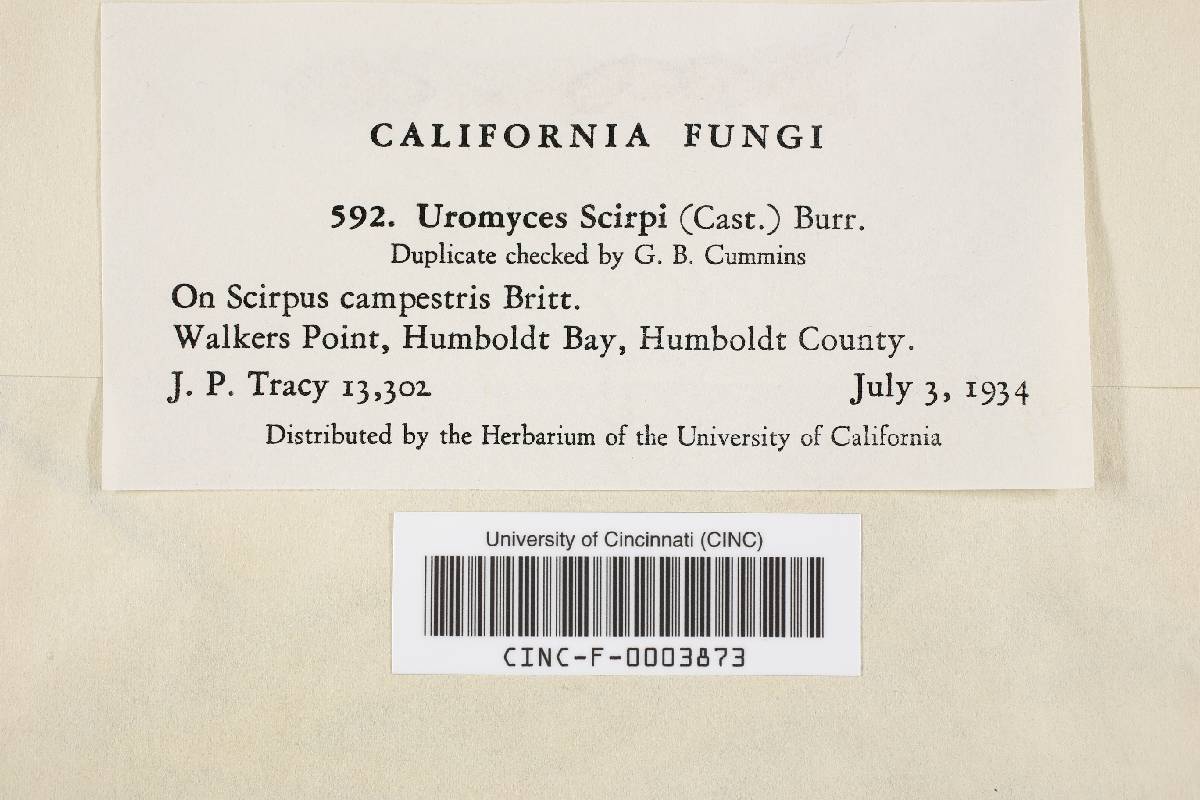 CALIFORNIA FUNGI
592. Uromyces Scirpi (Cast.) Burr.
Duplicate checked by G. B. Cummins
On Scirpus campestris Britt.
Walkers Point, Humboldt Bay, Humboldt County.
J. P. Tracy 13,302 July 3, 1934
Distributed by the Herbarium of the University of California
University of Cincinnati (CINC)
CINC-F-0003873